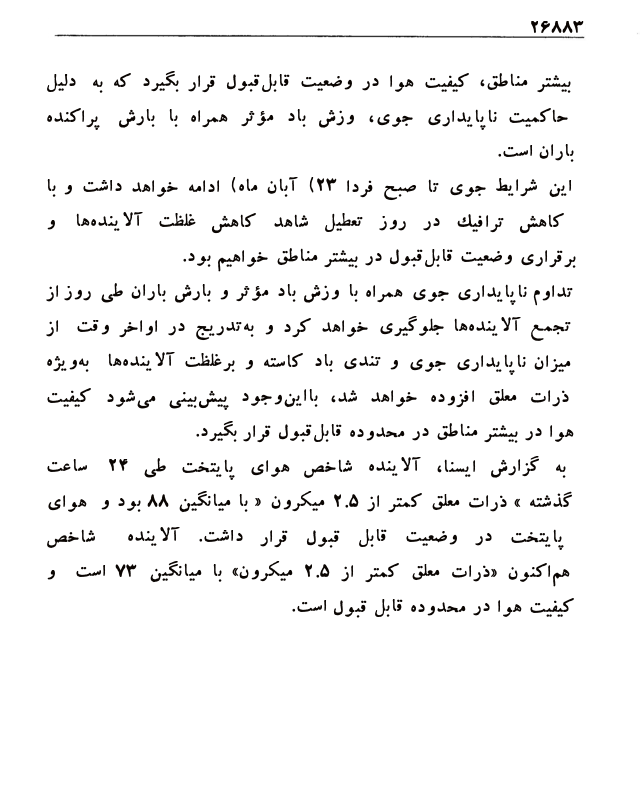 ۲۶۸۸۳
بیشتر مناطق، کیفیت هوا در وضعیت قابل‌قبول قرار بگیرد که به دلیل
حاکمیت ناپایداری جوی، وزش باد مؤثر همراه با بارش پراکنده
باران است.
این شرایط جوی تا صبح فردا ۲۳) آبان ماه) ادامه خواهد داشت و با
کاهش ترافیک در روز تعطیل شاهد کاهش غلظت آلاینده‌ها و
برقراری وضعیت قابل‌قبول در بیشتر مناطق خواهیم بود.
تداوم ناپایداری جوی همراه با وزش باد مؤثر و بارش باران طی روز از
تجمع آلاینده‌ها جلوگیری خواهد کرد و به‌تدریج در اواخر وقت از
میزان ناپایداری جوی و تندی باد کاسته و برغلظت آلاینده‌ها به‌ویژه
ذرات معلق افزوده خواهد شد، بااین‌وجود پیش‌بینی می‌شود کیفیت
هوا در بیشتر مناطق در محدوده قابل‌قبول قرار بگیرد.
به گزارش ایسنا، آلاینده شاخص هوای پایتخت طی ۲۴ ساعت
گذشته » ذرات معلق کمتر از ۲.۵ میکرون « با میانگین ۸۸ بود و هوای
پایتخت در وضعیت قابل قبول قرار داشت. آلاینده شاخص
هم‌اکنون «ذرات معلق کمتر از ۲.۵ میکرون» با میانگین ۷۳ است و
کیفیت هوا در محدوده قابل قبول است.